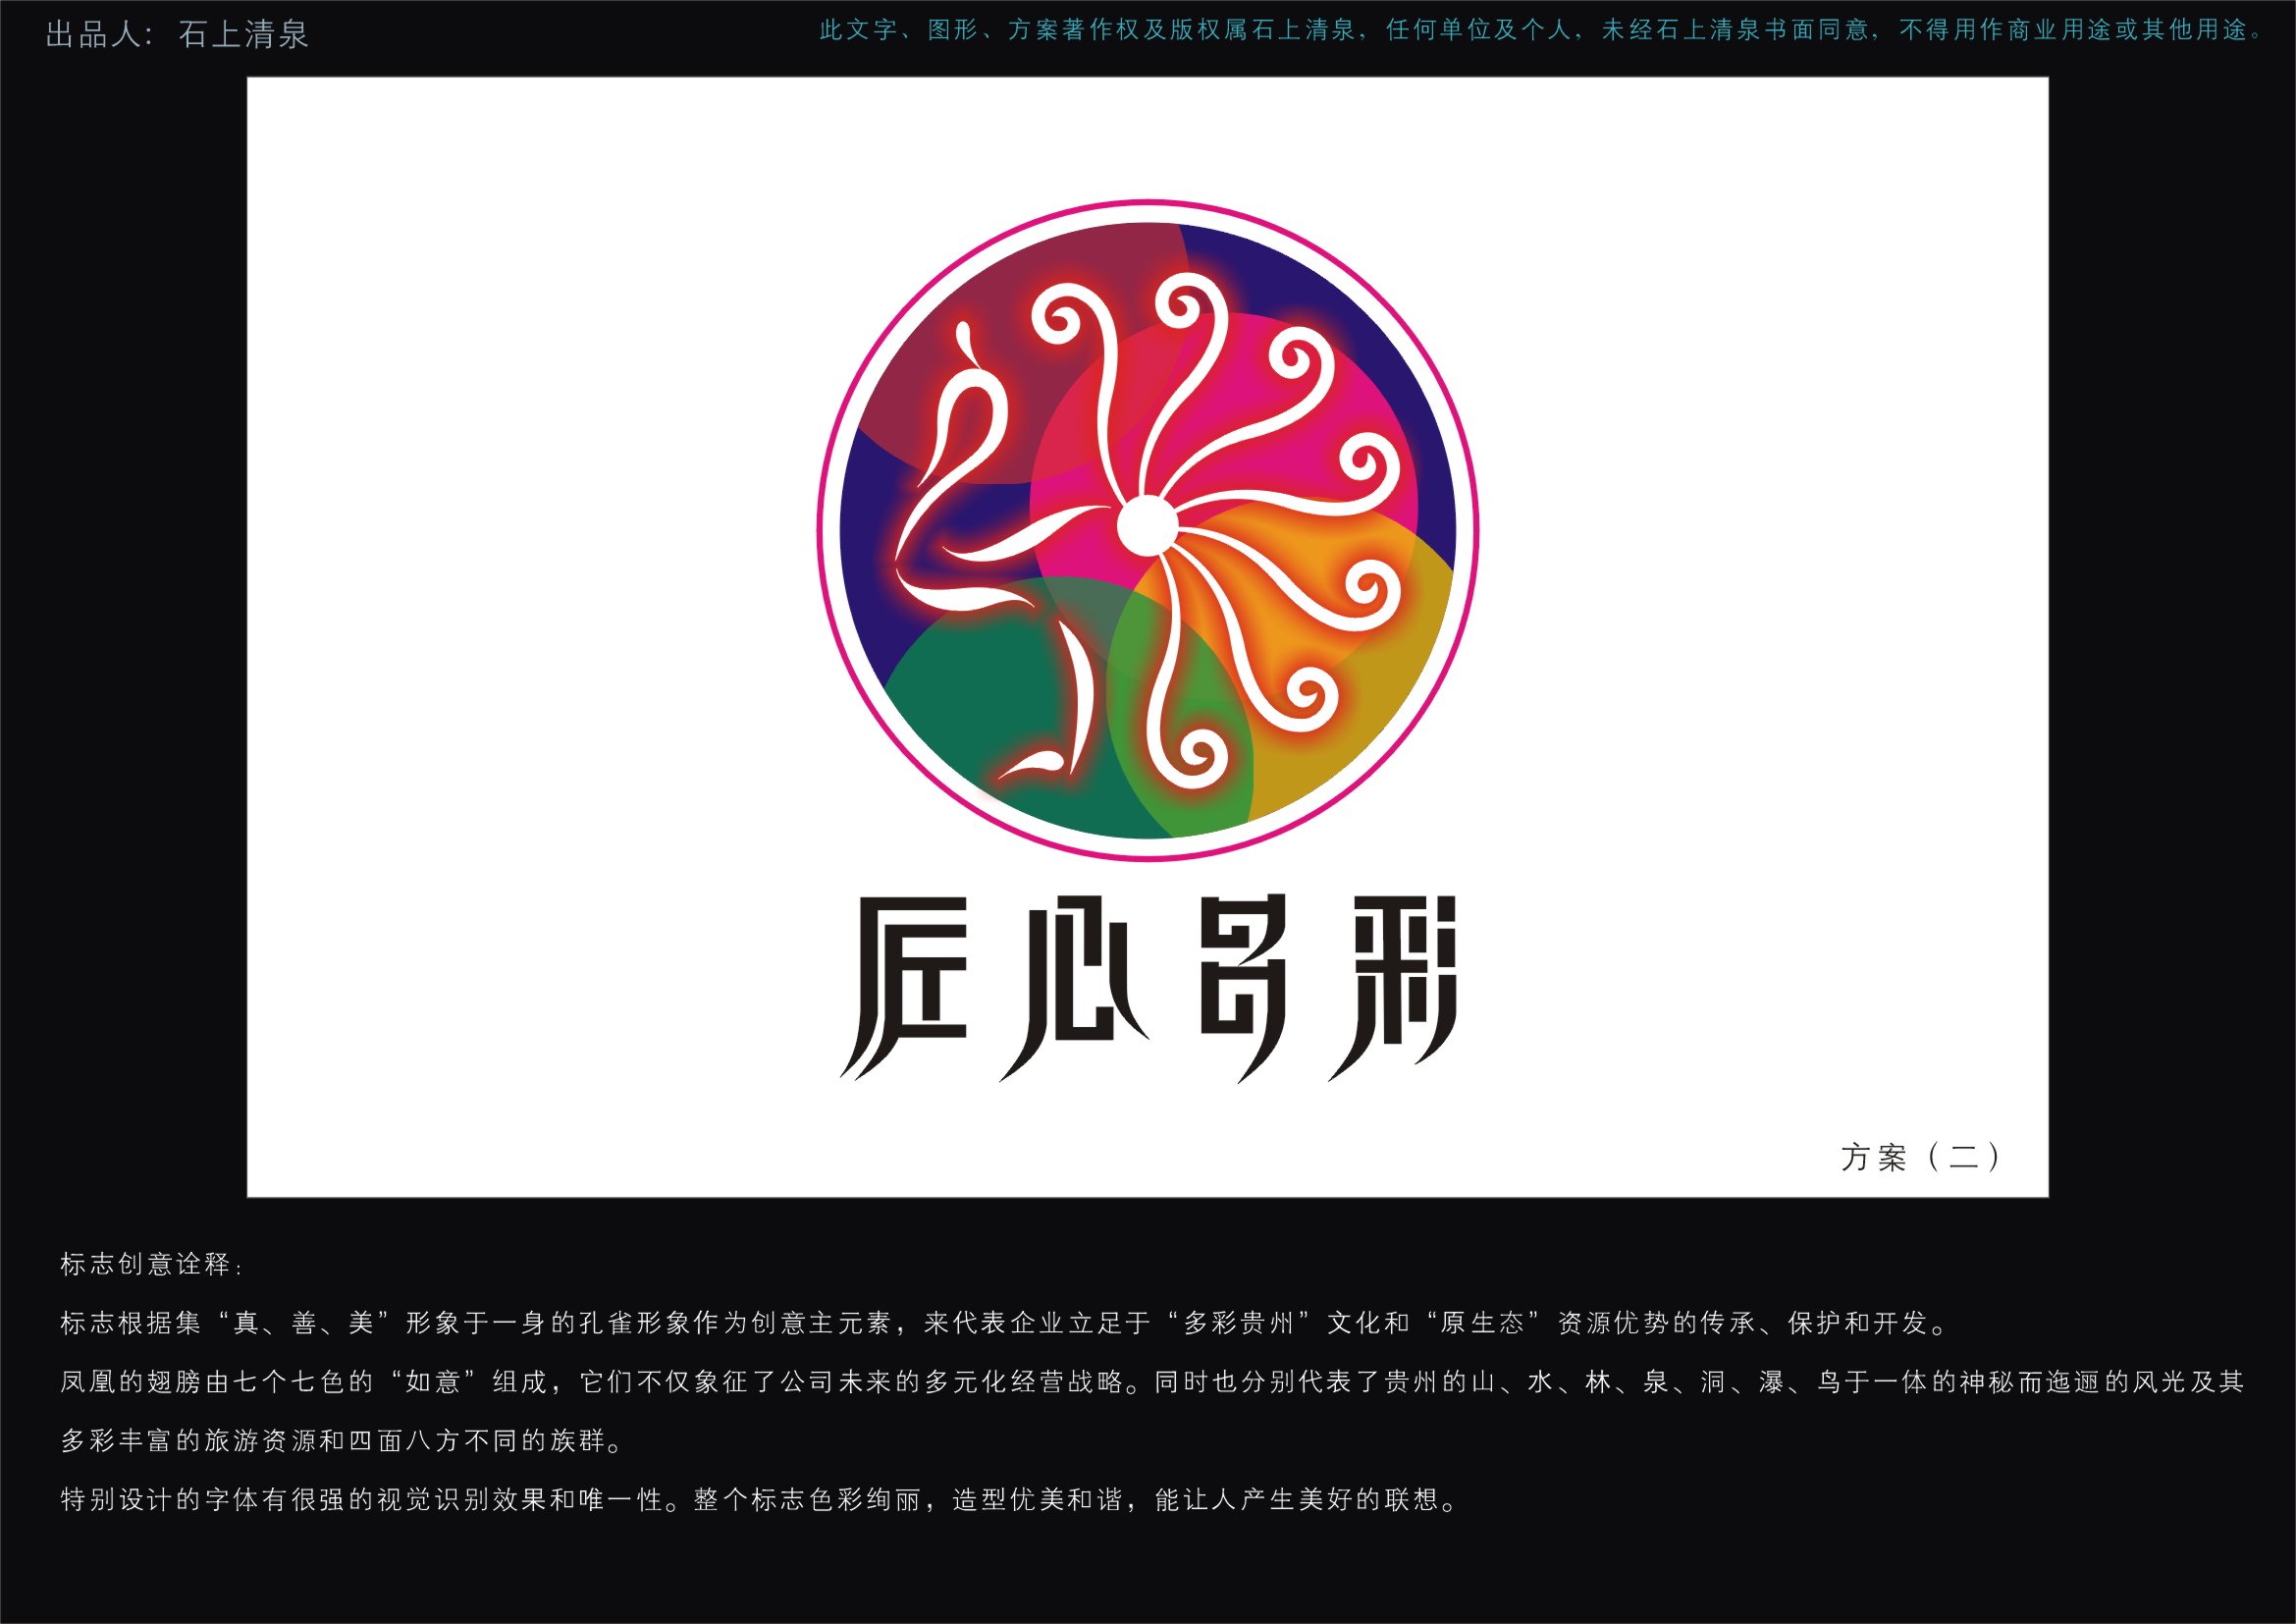 出品人：石上清泉
此文字、图形、方案著作权及版权属石上清泉，任何单位及个人，未经石上清泉书面同意，不得用作商业用途或其他用途。
匠心多彩
方案（二）
标志创意诠释：
标志根据集“真、善、美”形象于一身的孔雀形象作为创意主元素，来代表企业立足于“多彩贵州”文化和“原生态”资源优势的传承、保护和开发。
凤凰的翅膀由七个七色的“如意”组成，它们不仅象征了公司未来的多元化经营战略。同时也分别代表了贵州的山、水、林、泉、洞、瀑、鸟于一体的神秘而迤逦的风光及其
多彩丰富的旅游资源和四面八方不同的族群。
特别设计的字体有很强的视觉识别效果和唯一性。整个标志色彩绚丽，造型优美和谐，能让人产生美好的联想。